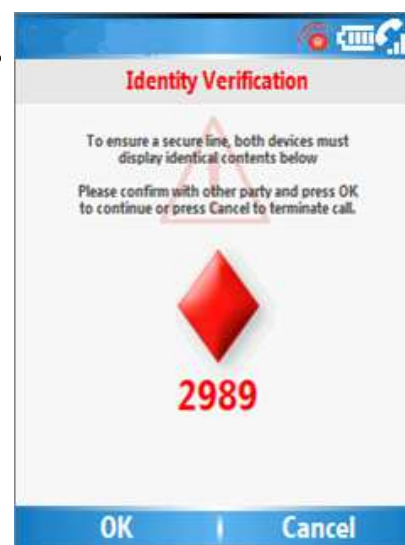 Identity Verification
To ensure a secure line, both devices must
display identical contents below
Please confirm with other party and press OK
to continue or press Cancel to terminate call.
2989
OK
Cancel